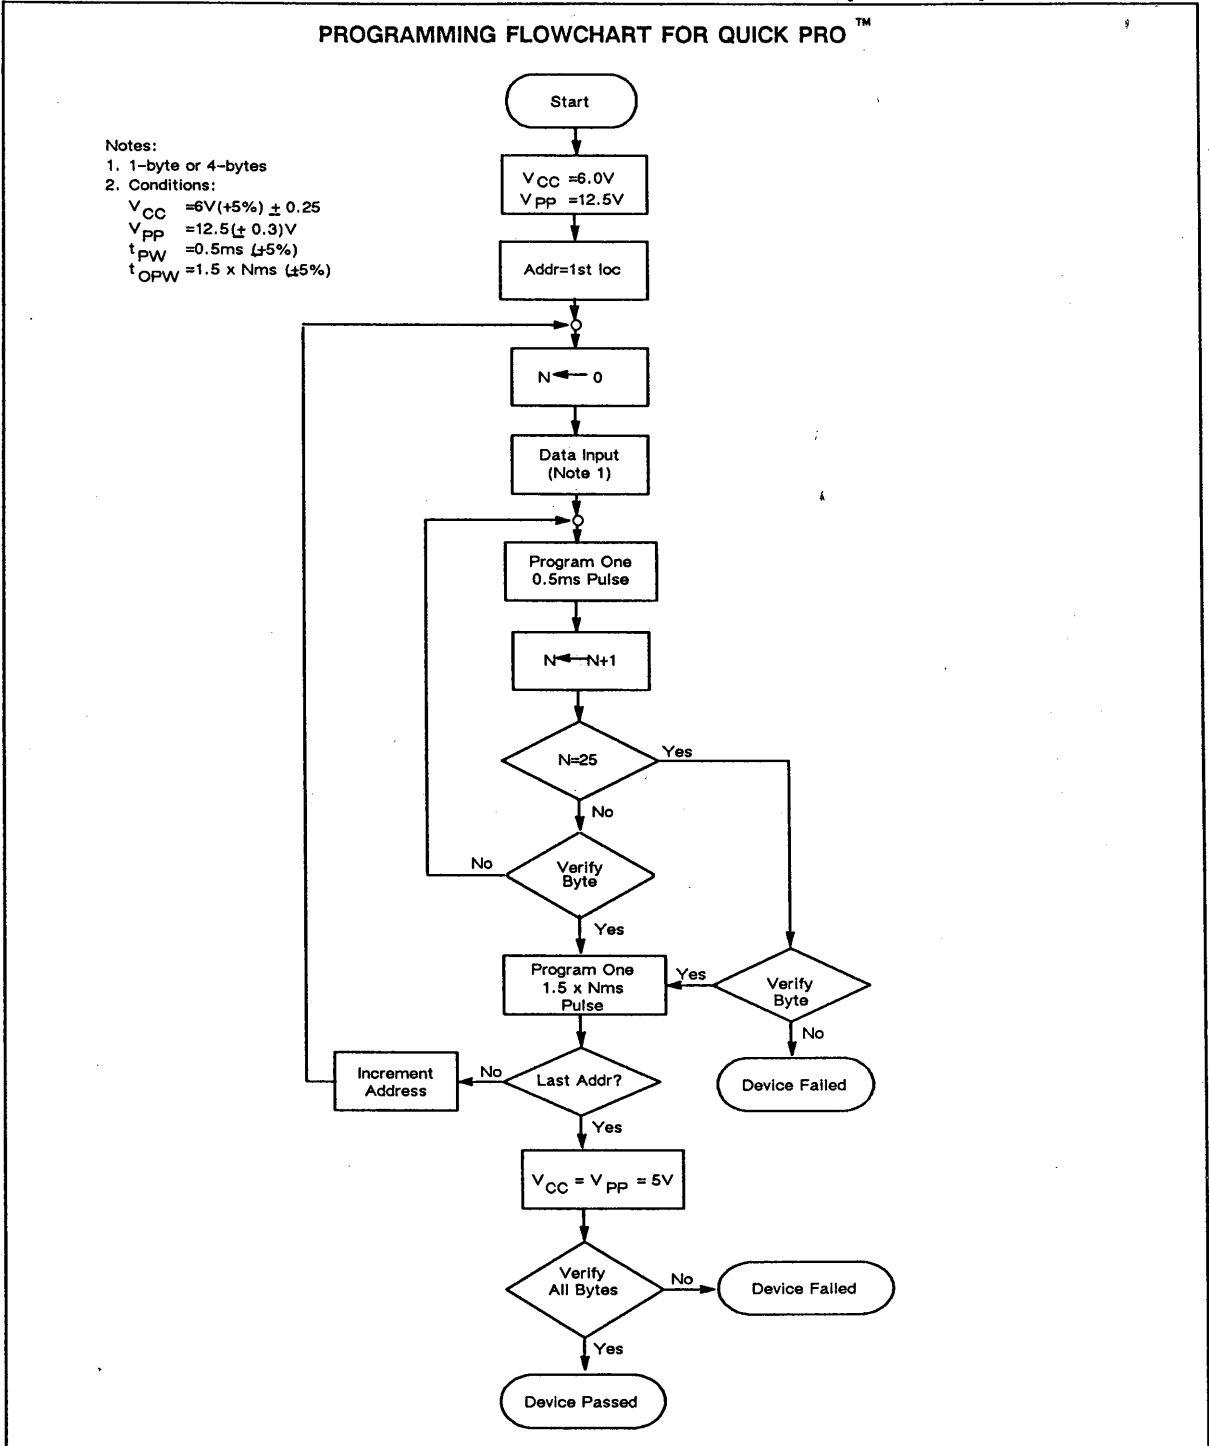 PROGRAMMING FLOWCHART FOR QUICK PRO™
Start
Notes:
1. 1-byte or 4-bytes
2. Conditions:
VCC =6V(+5%) ± 0.25
VPP =12.5(± 0.3)V
tPW =0.5ms (±5%)
tOPW =1.5 x Nms (±5%)
VCC =6.0V
VPP =12.5V
Addr=1st loc
N ← 0
Data Input
(Note 1)
Program One
0.5ms Pulse
N ← N+1
N=25
Yes
No
Verify
Byte
No
Yes
Program One
1.5 x Nms
Pulse
Yes
Verify
Byte
No
Device Failed
Last Addr?
No
Increment
Address
Yes
VCC = VPP = 5V
Verify
All Bytes
No
Device Failed
Yes
Device Passed